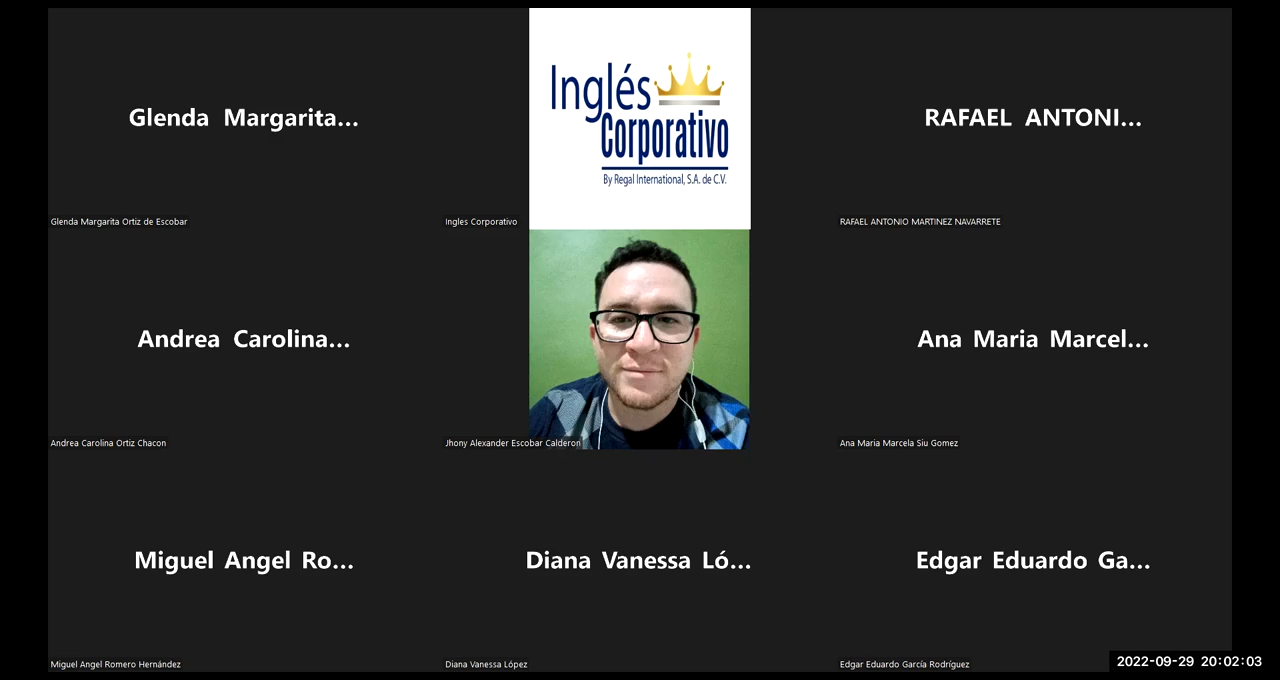 Glenda Margarita...
Glenda Margarita Ortiz de Escobar
Inglés
Corporativo
By Regal International, S.A. de C.V.
Ingles Corporativo
RAFAEL ANTONI...
RAFAEL ANTONIO MARTINEZ NAVARRETE
Andrea Carolina...
Andrea Carolina Ortiz Chacon
Jhony Alexander Escobar Calderon
Ana Maria Marcel...
Ana Maria Marcela Siu Gomez
Miguel Angel Ro...
Miguel Angel Romero Hernández
Diana Vanessa Ló...
Diana Vanessa López
Edgar Eduardo Ga...
Edgar Eduardo García Rodríguez
2022-09-29 20:02:03